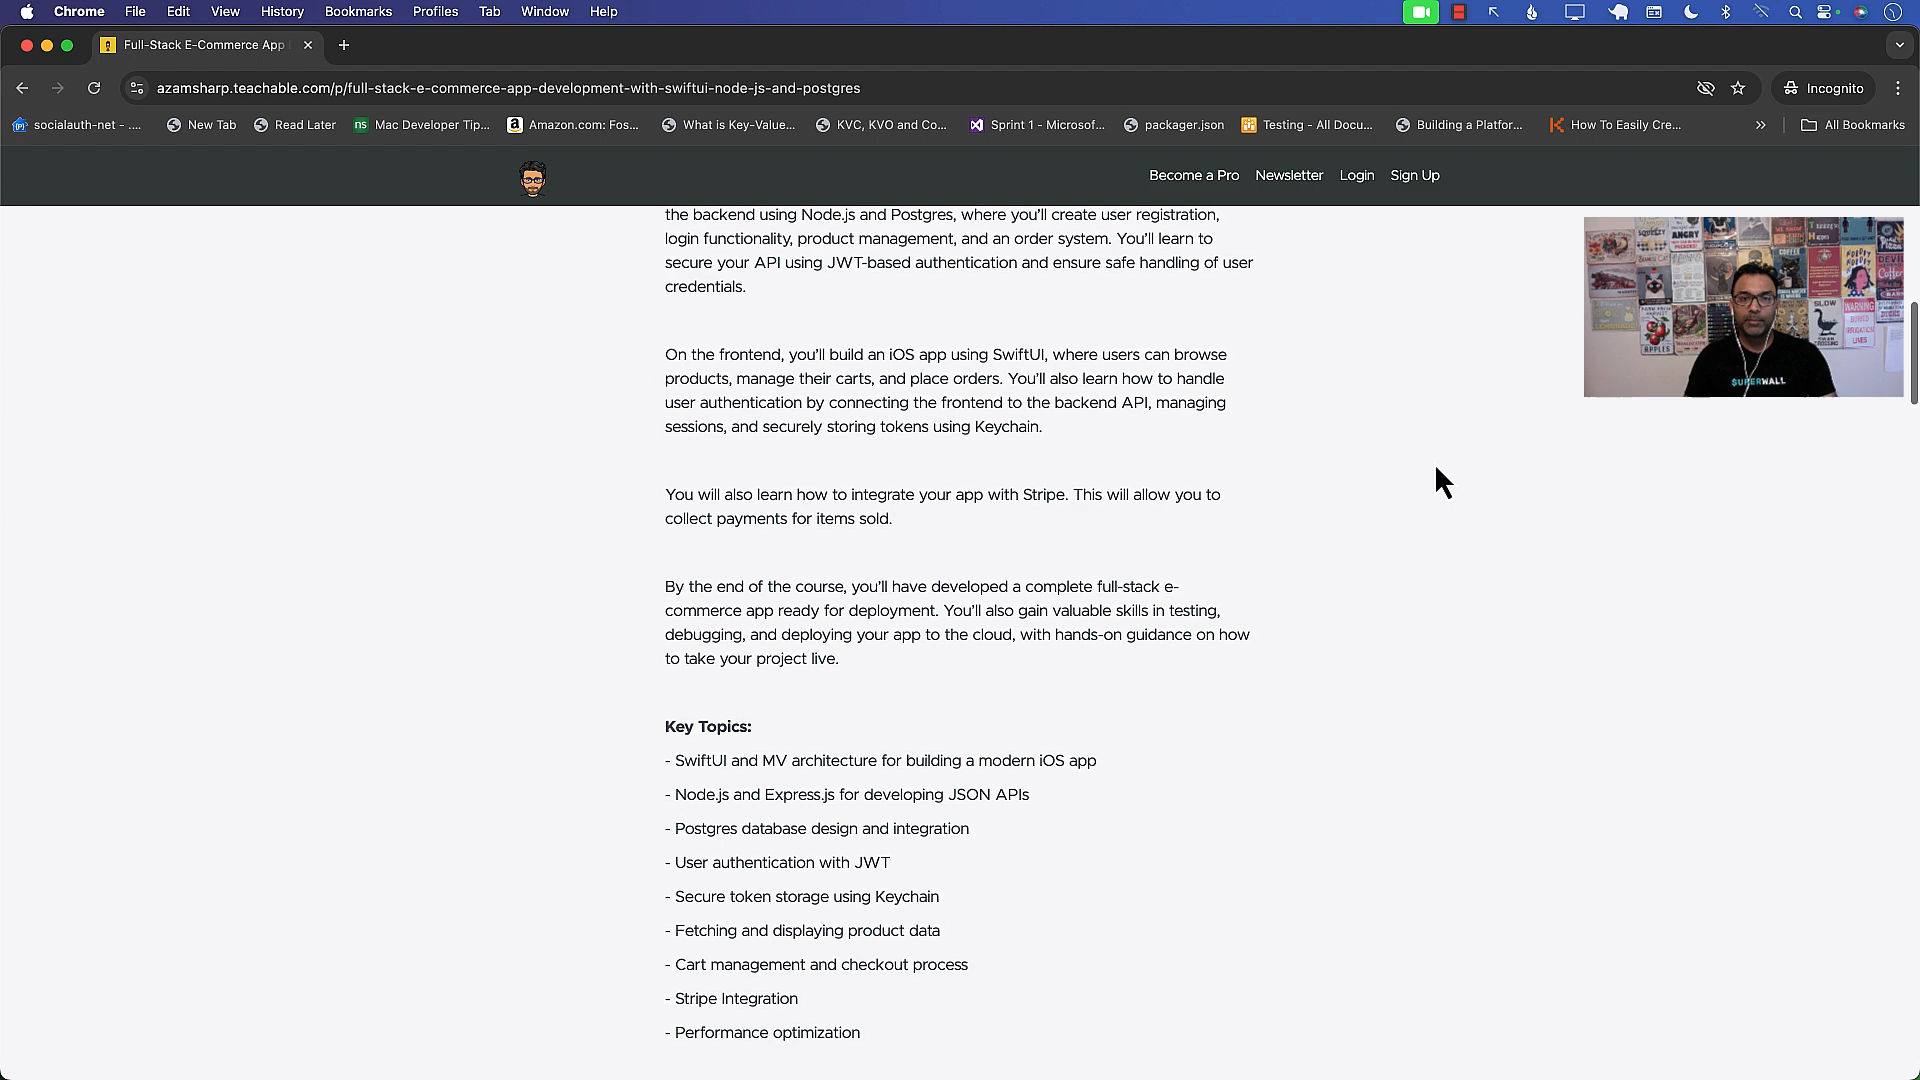 Chrome File Edit View History Bookmarks Profiles Tab Window Help
Full-Stack E-Commerce App
azamsharp.teachable.com/p/full-stack-e-commerce-app-development-with-swiftui-node-js-and-postgres
Incognito
socialauth-net - .... New Tab Read Later Mac Developer Tip... Amazon.com: Fos... What is Key-Value... KVC, KVO and Co... Sprint 1 - Microsof... packager.json Testing - All Docu... Building a Platfor... How To Easily Cre... » All Bookmarks
Become a Pro Newsletter Login Sign Up
the backend using Node.js and Postgres, where you’ll create user registration,
login functionality, product management, and an order system. You’ll learn to
secure your API using JWT-based authentication and ensure safe handling of user
credentials.
On the frontend, you’ll build an iOS app using SwiftUI, where users can browse
products, manage their carts, and place orders. You’ll also learn how to handle
user authentication by connecting the frontend to the backend API, managing
sessions, and securely storing tokens using Keychain.
You will also learn how to integrate your app with Stripe. This will allow you to
collect payments for items sold.
By the end of the course, you’ll have developed a complete full-stack e-
commerce app ready for deployment. You’ll also gain valuable skills in testing,
debugging, and deploying your app to the cloud, with hands-on guidance on how
to take your project live.
Key Topics:
- SwiftUI and MV architecture for building a modern iOS app
- Node.js and Express.js for developing JSON APIs
- Postgres database design and integration
- User authentication with JWT
- Secure token storage using Keychain
- Fetching and displaying product data
- Cart management and checkout process
- Stripe Integration
- Performance optimization
ANGRY
COFFEE
NOBODY
WARNING
SLOW
APPLES
SUPERWALL